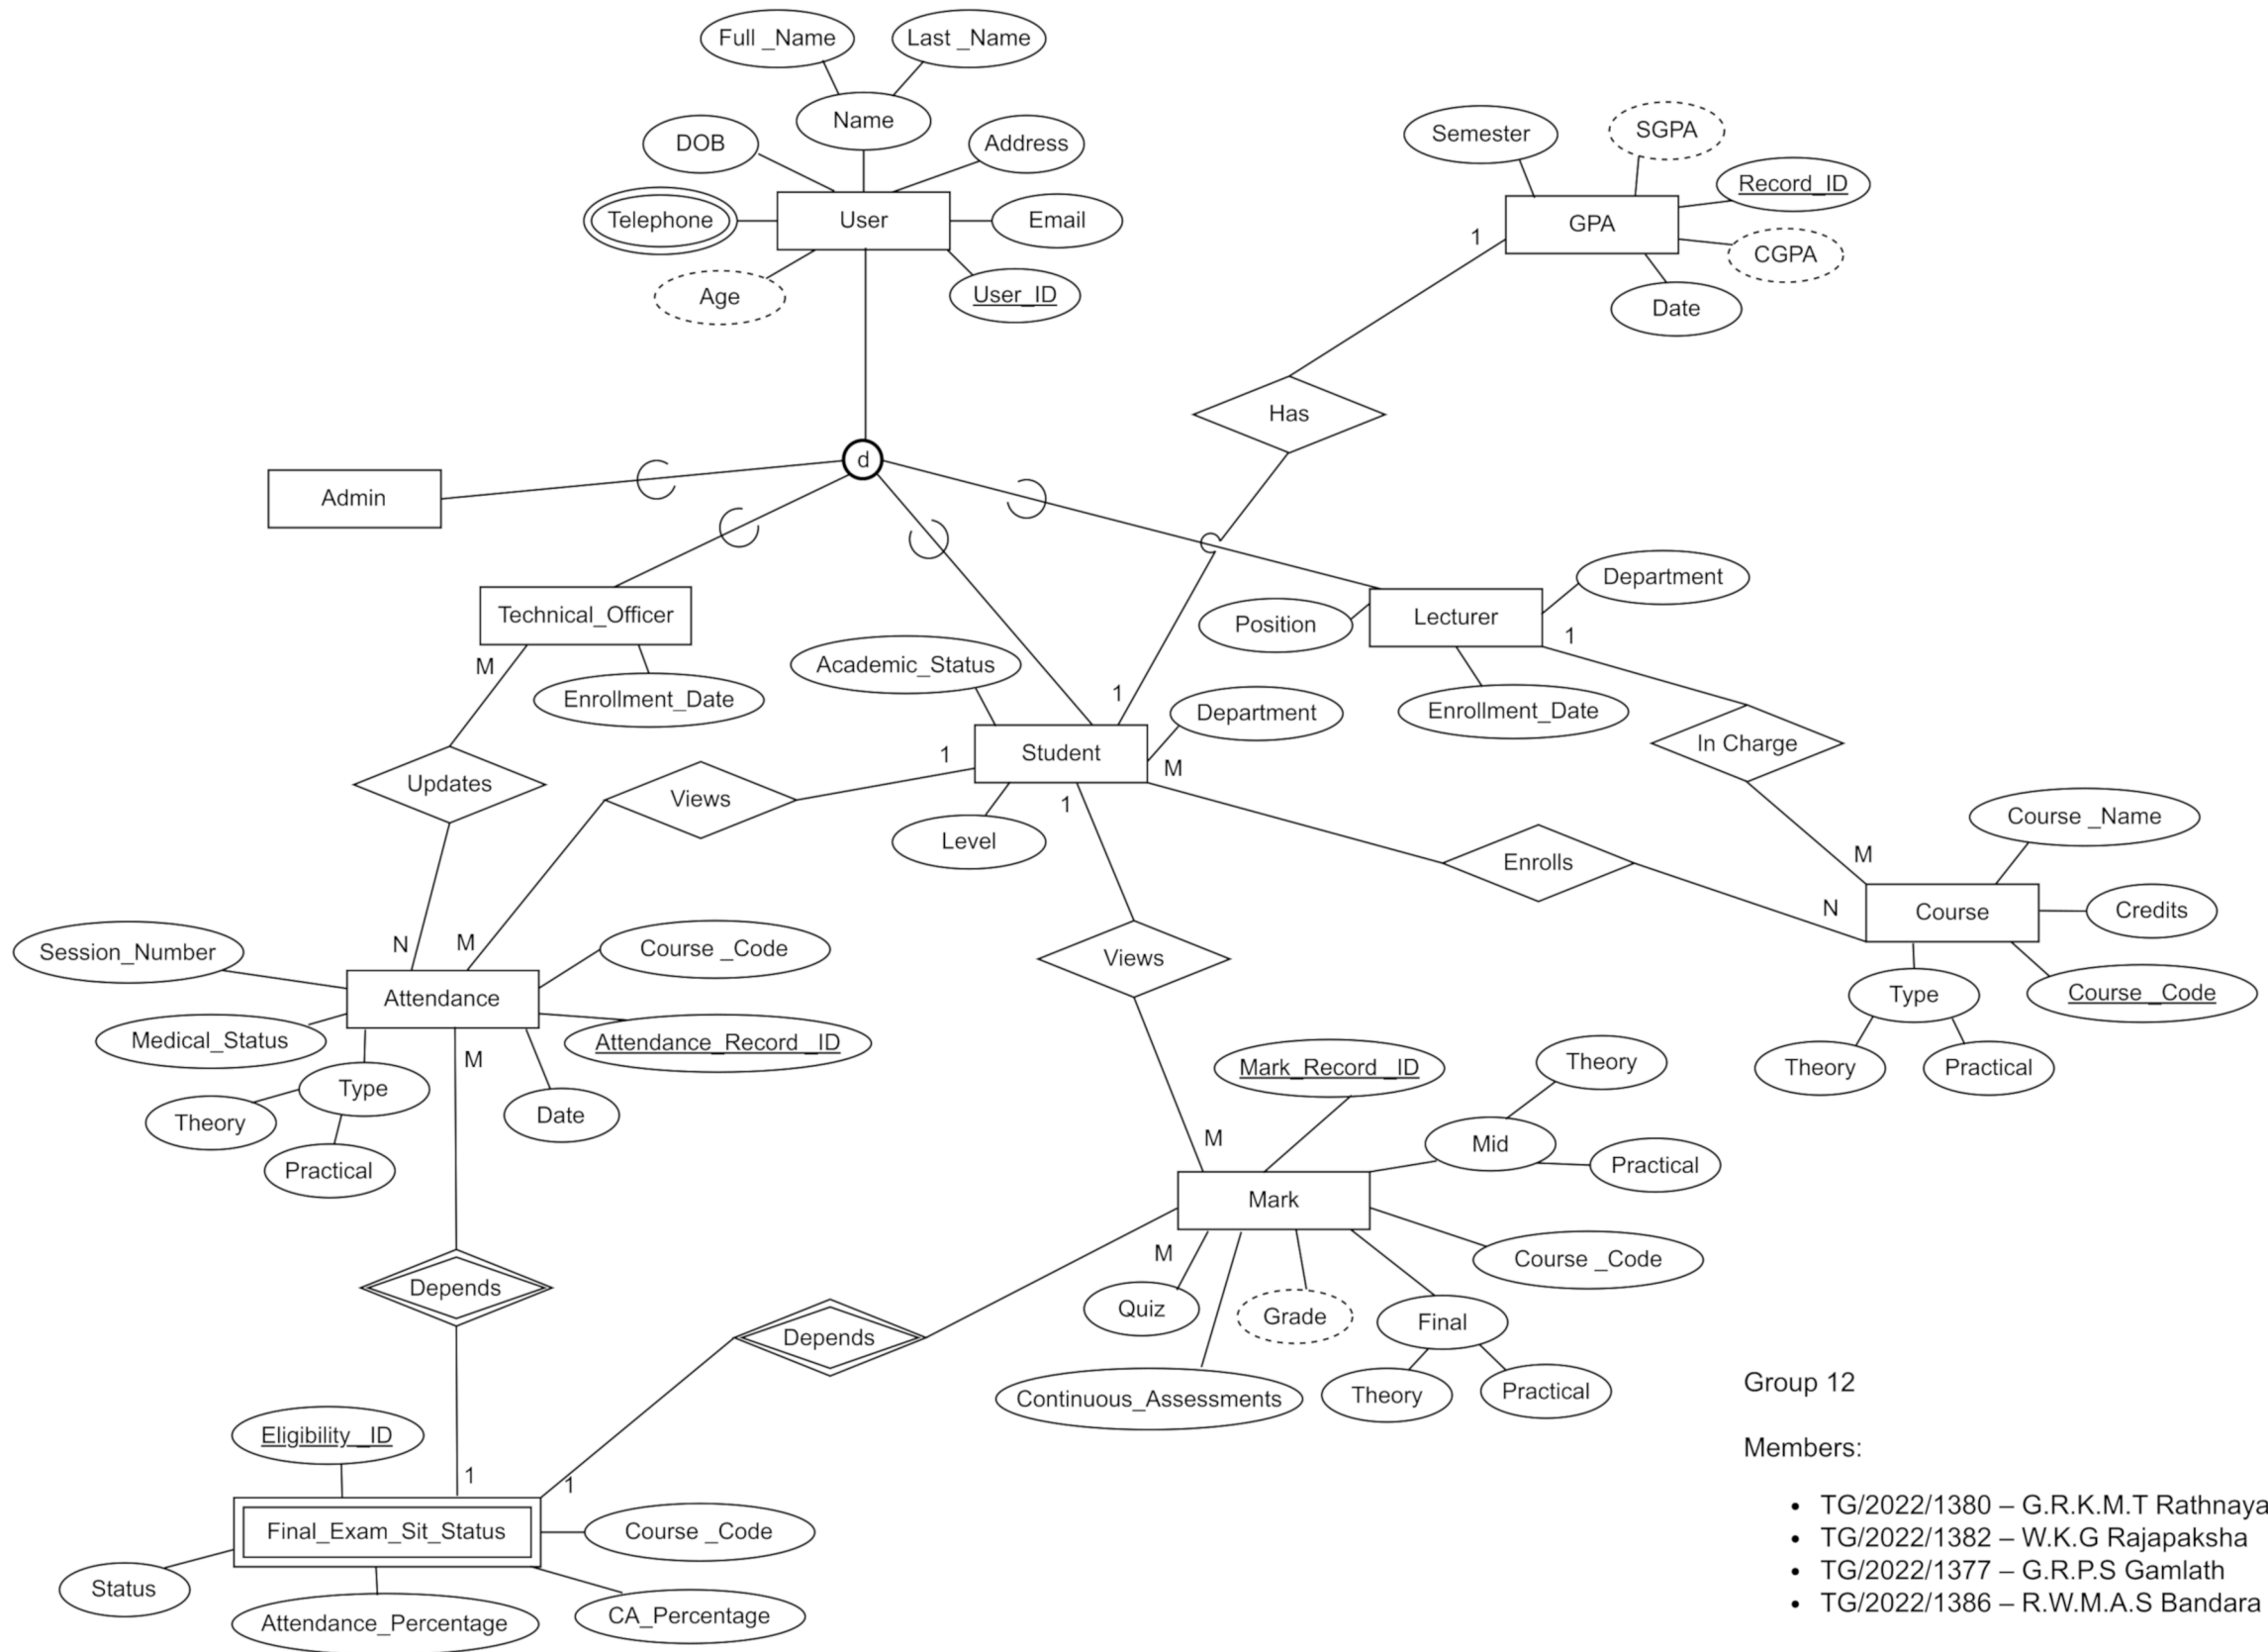 Full _Name
Last _Name
Name
DOB
Address
Telephone
User
Email
Age
User_ID
Semester
SGPA
Record_ID
GPA
CGPA
Date
1
Has
d
Admin
Technical_Officer
M
Enrollment_Date
Updates
N
Academic_Status
1
Department
Student
M
1
Level
1
Views
M
Position
Lecturer
Department
1
Enrollment_Date
In Charge
M
Enrolls
N
Course _Name
Course
Credits
Type
Course _Code
Theory
Practical
Session_Number
Attendance
Course _Code
Medical_Status
Attendance_Record _ID
M
Type
Date
Theory
Practical
Views
M
Mark_Record _ID
Theory
Mid
Practical
Mark
M
Course _Code
Quiz
Grade
Final
Continuous_Assessments
Theory
Practical
Depends
Depends
1
1
Eligibility _ID
Final_Exam_Sit_Status
Course _Code
Status
Attendance_Percentage
CA_Percentage
Group 12
Members:
• TG/2022/1380 – G.R.K.M.T Rathnaya
• TG/2022/1382 – W.K.G Rajapaksha
• TG/2022/1377 – G.R.P.S Gamlath
• TG/2022/1386 – R.W.M.A.S Bandara